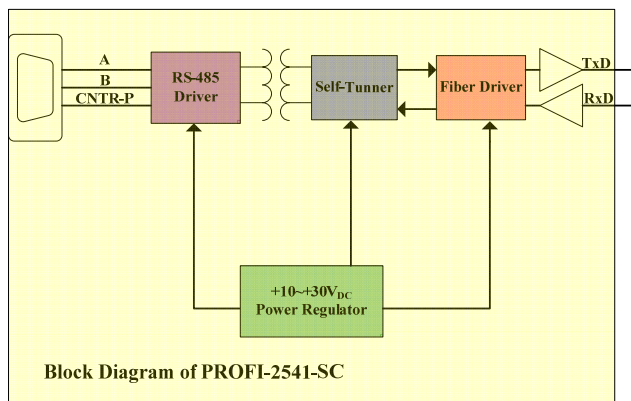 A
B
CNTR-P
RS-485
Driver
Self-Tunner
Fiber Driver
TxD
RxD
+10~+30VDC
Power Regulator
Block Diagram of PROFI-2541-SC